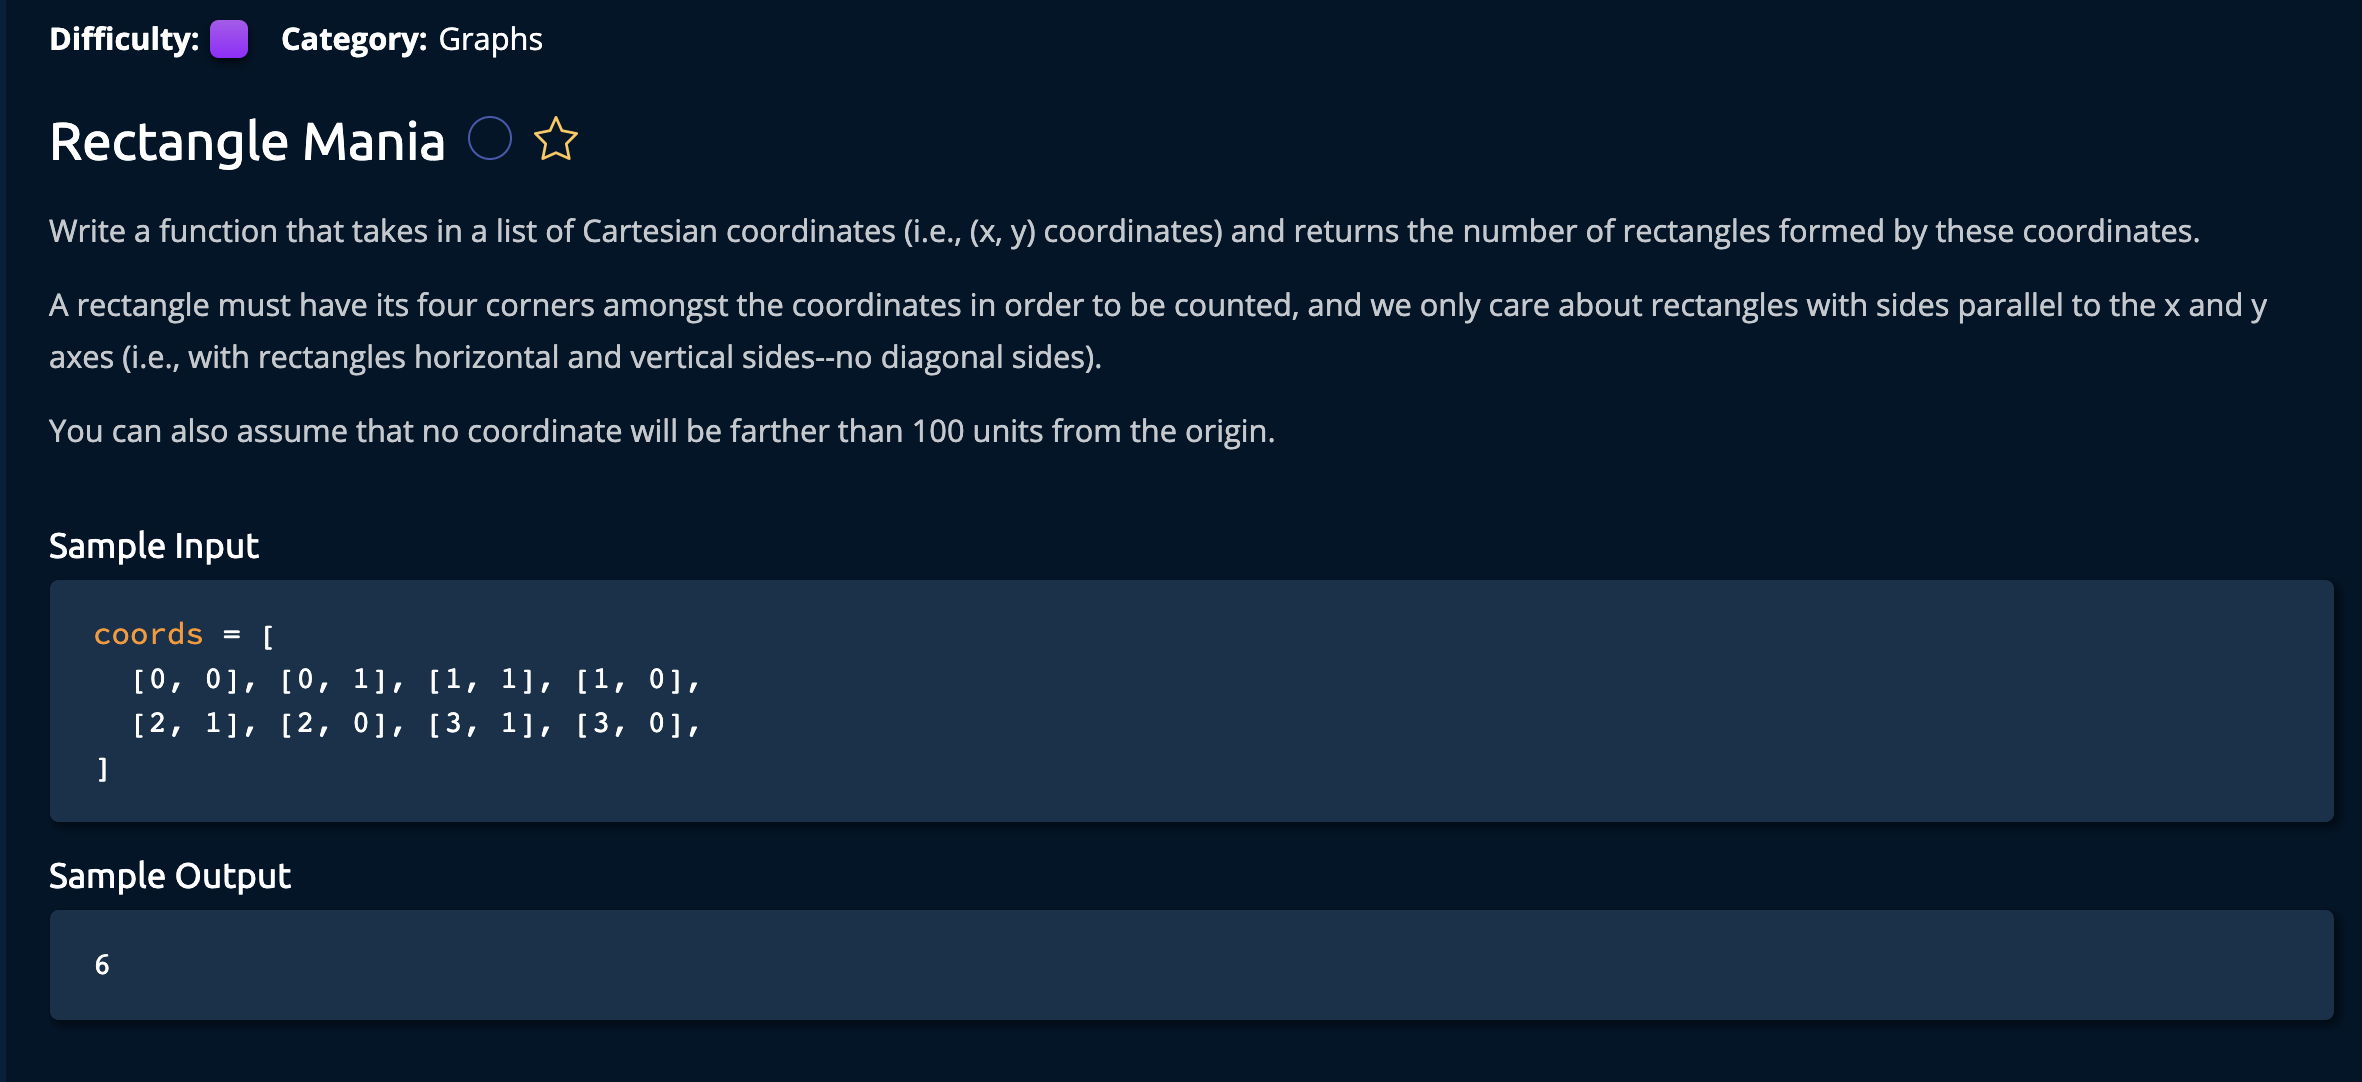 Difficulty: Category: Graphs
Rectangle Mania
Write a function that takes in a list of Cartesian coordinates (i.e., (x, y) coordinates) and returns the number of rectangles formed by these coordinates.
A rectangle must have its four corners amongst the coordinates in order to be counted, and we only care about rectangles with sides parallel to the x and y
axes (i.e., with rectangles horizontal and vertical sides--no diagonal sides).
You can also assume that no coordinate will be farther than 100 units from the origin.
Sample Input
coords = [
[0, 0], [0, 1], [1, 1], [1, 0],
[2, 1], [2, 0], [3, 1], [3, 0],
]
Sample Output
6